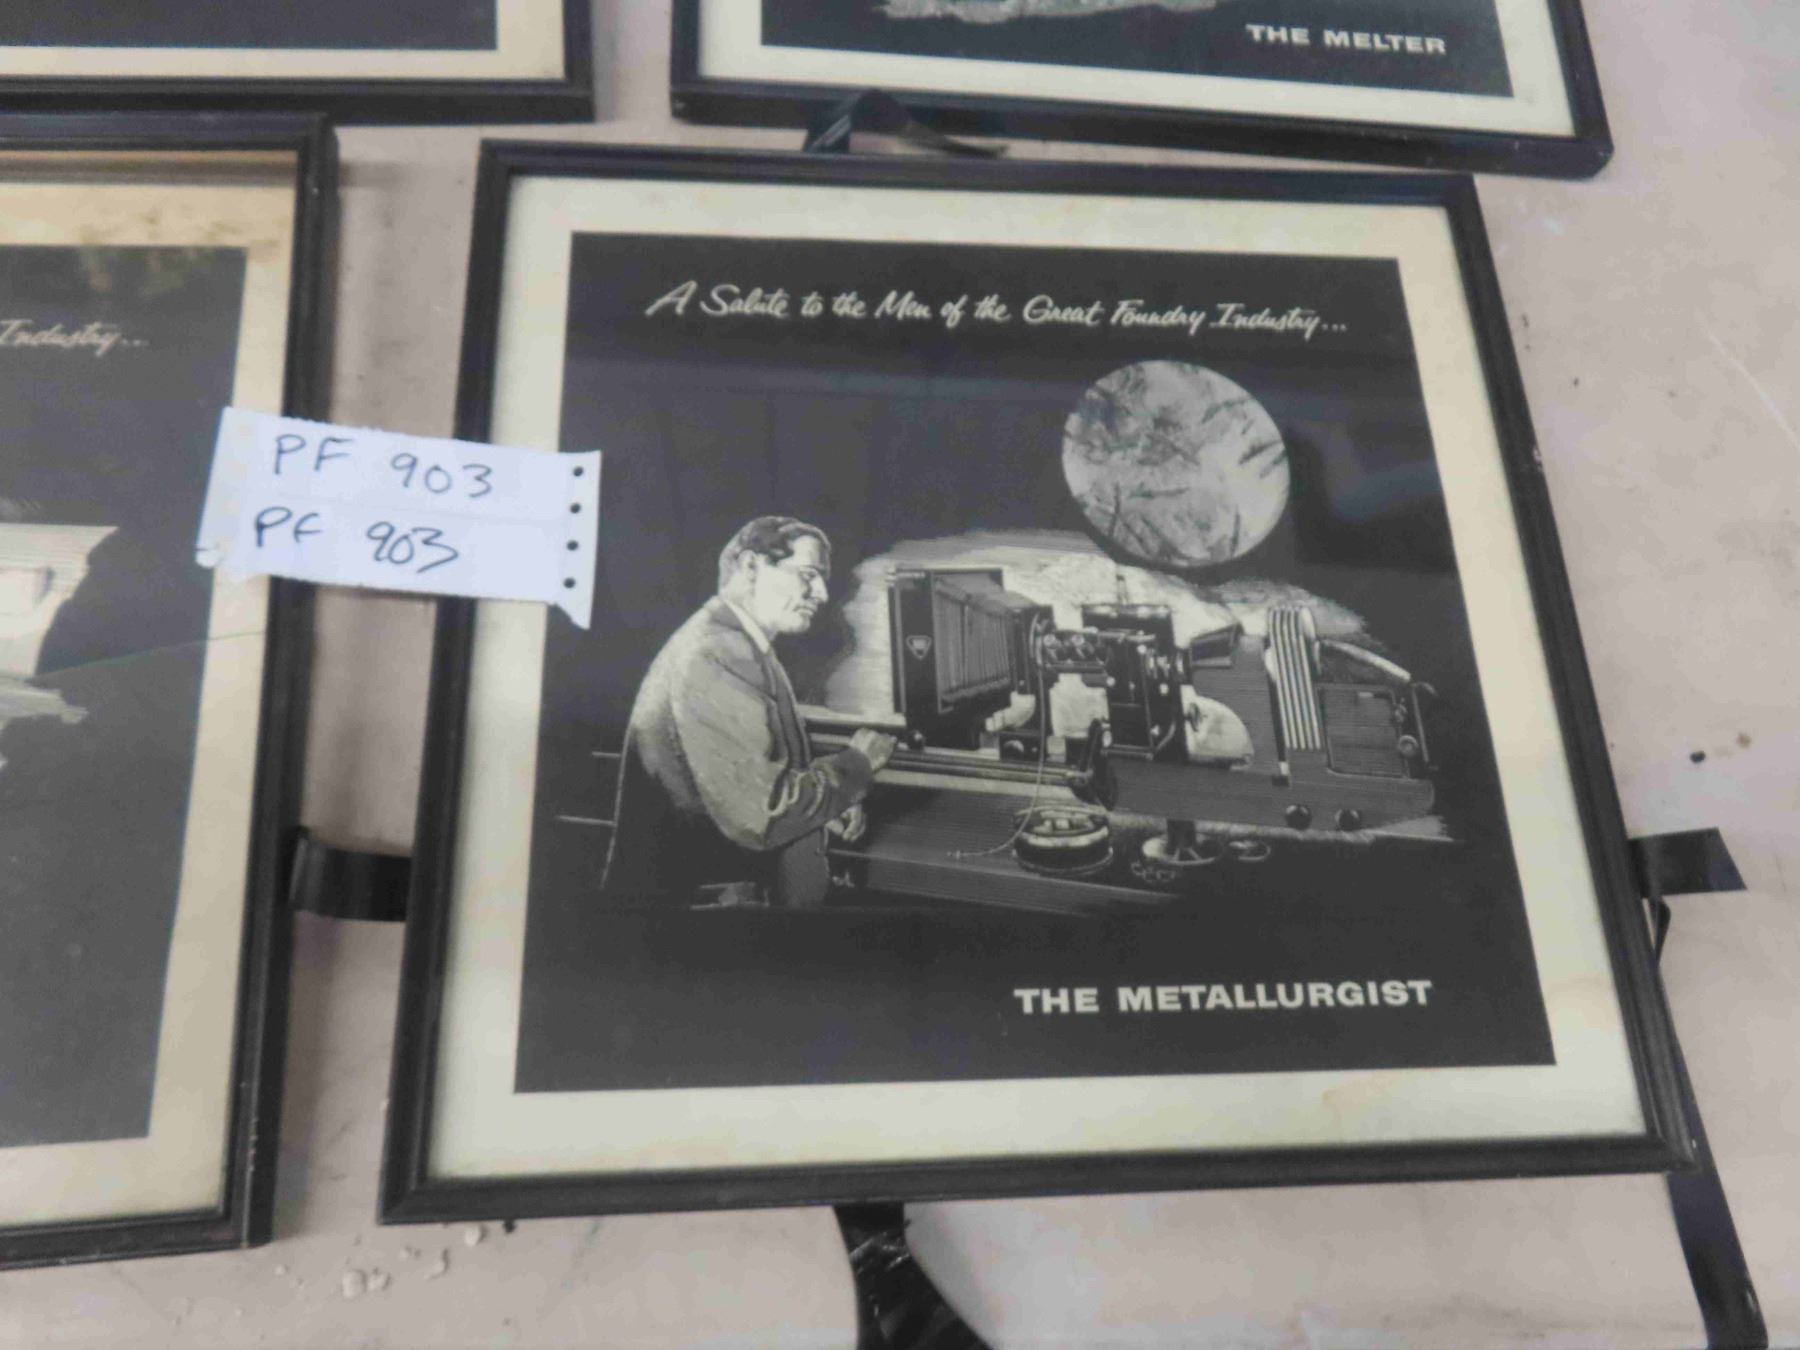 THE MELTER
Industry...
PF 903
PF 903
A Salute to the Men of the Great Foundry Industry...
THE METALLURGIST